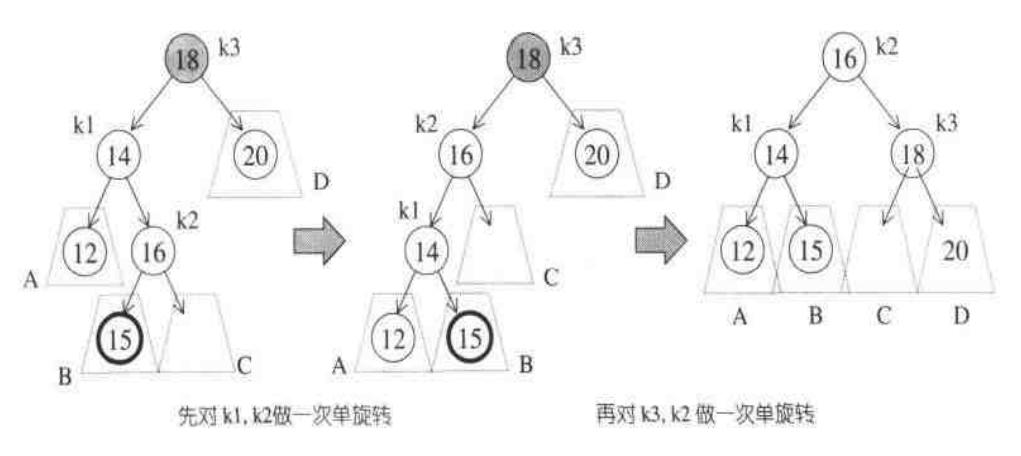 18 k3
k1
14 20
D
k2
12 16
A
15
B C
18 k3
k2
16 20
D
k1
14
C
12 15
A B
16 k2
k1 k3
14 18
12 15 20
A B C D
先对 k1, k2做一次单旋转
再对 k3, k2 做一次单旋转